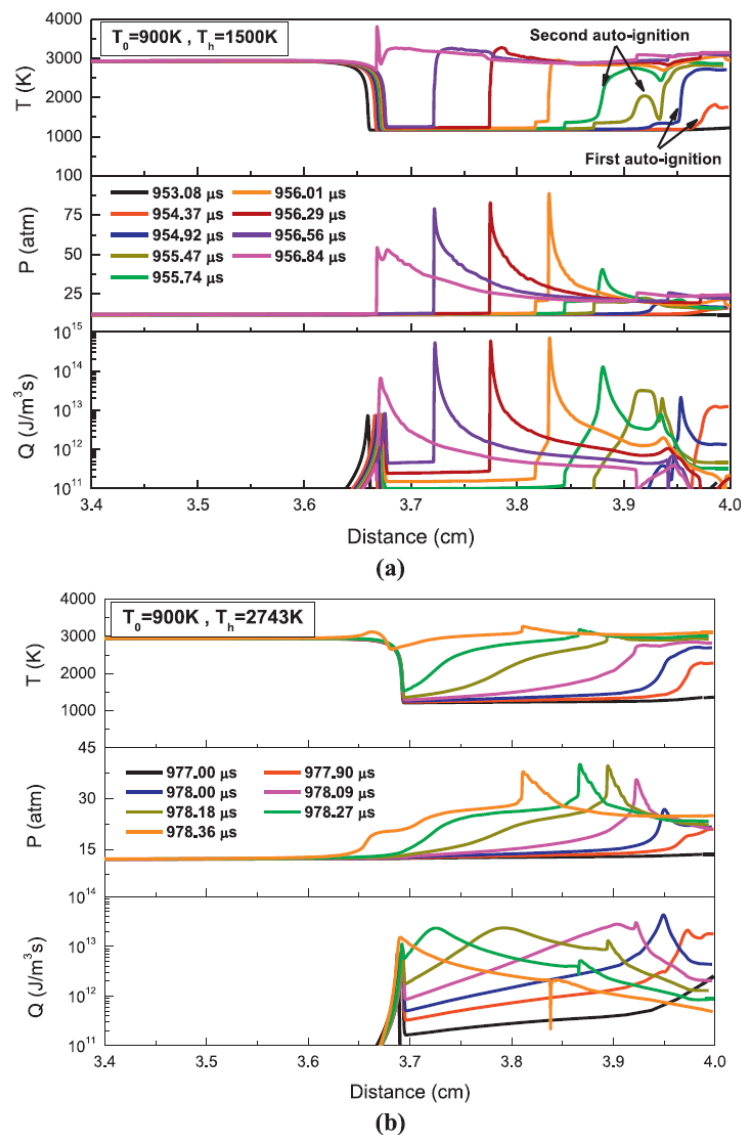 T0=900K , Th=1500K
Second auto-ignition
First auto-ignition
T (K)
4000
3000
2000
1000
100
P (atm)
75
50
25
953.08 μs
956.01 μs
954.37 μs
956.29 μs
954.92 μs
956.56 μs
955.47 μs
956.84 μs
955.74 μs
Q (J/m³s)
10¹⁵
10¹⁴
10¹³
10¹²
10¹¹
3.4 3.5 3.6 3.7 3.8 3.9 4.0
Distance (cm)
(a)
T0=900K , Th=2743K
T (K)
4000
3000
2000
1000
P (atm)
45
30
15
977.00 μs
977.90 μs
978.00 μs
978.09 μs
978.18 μs
978.27 μs
978.36 μs
Q (J/m³s)
10¹⁴
10¹³
10¹²
10¹¹
3.4 3.5 3.6 3.7 3.8 3.9 4.0
Distance (cm)
(b)